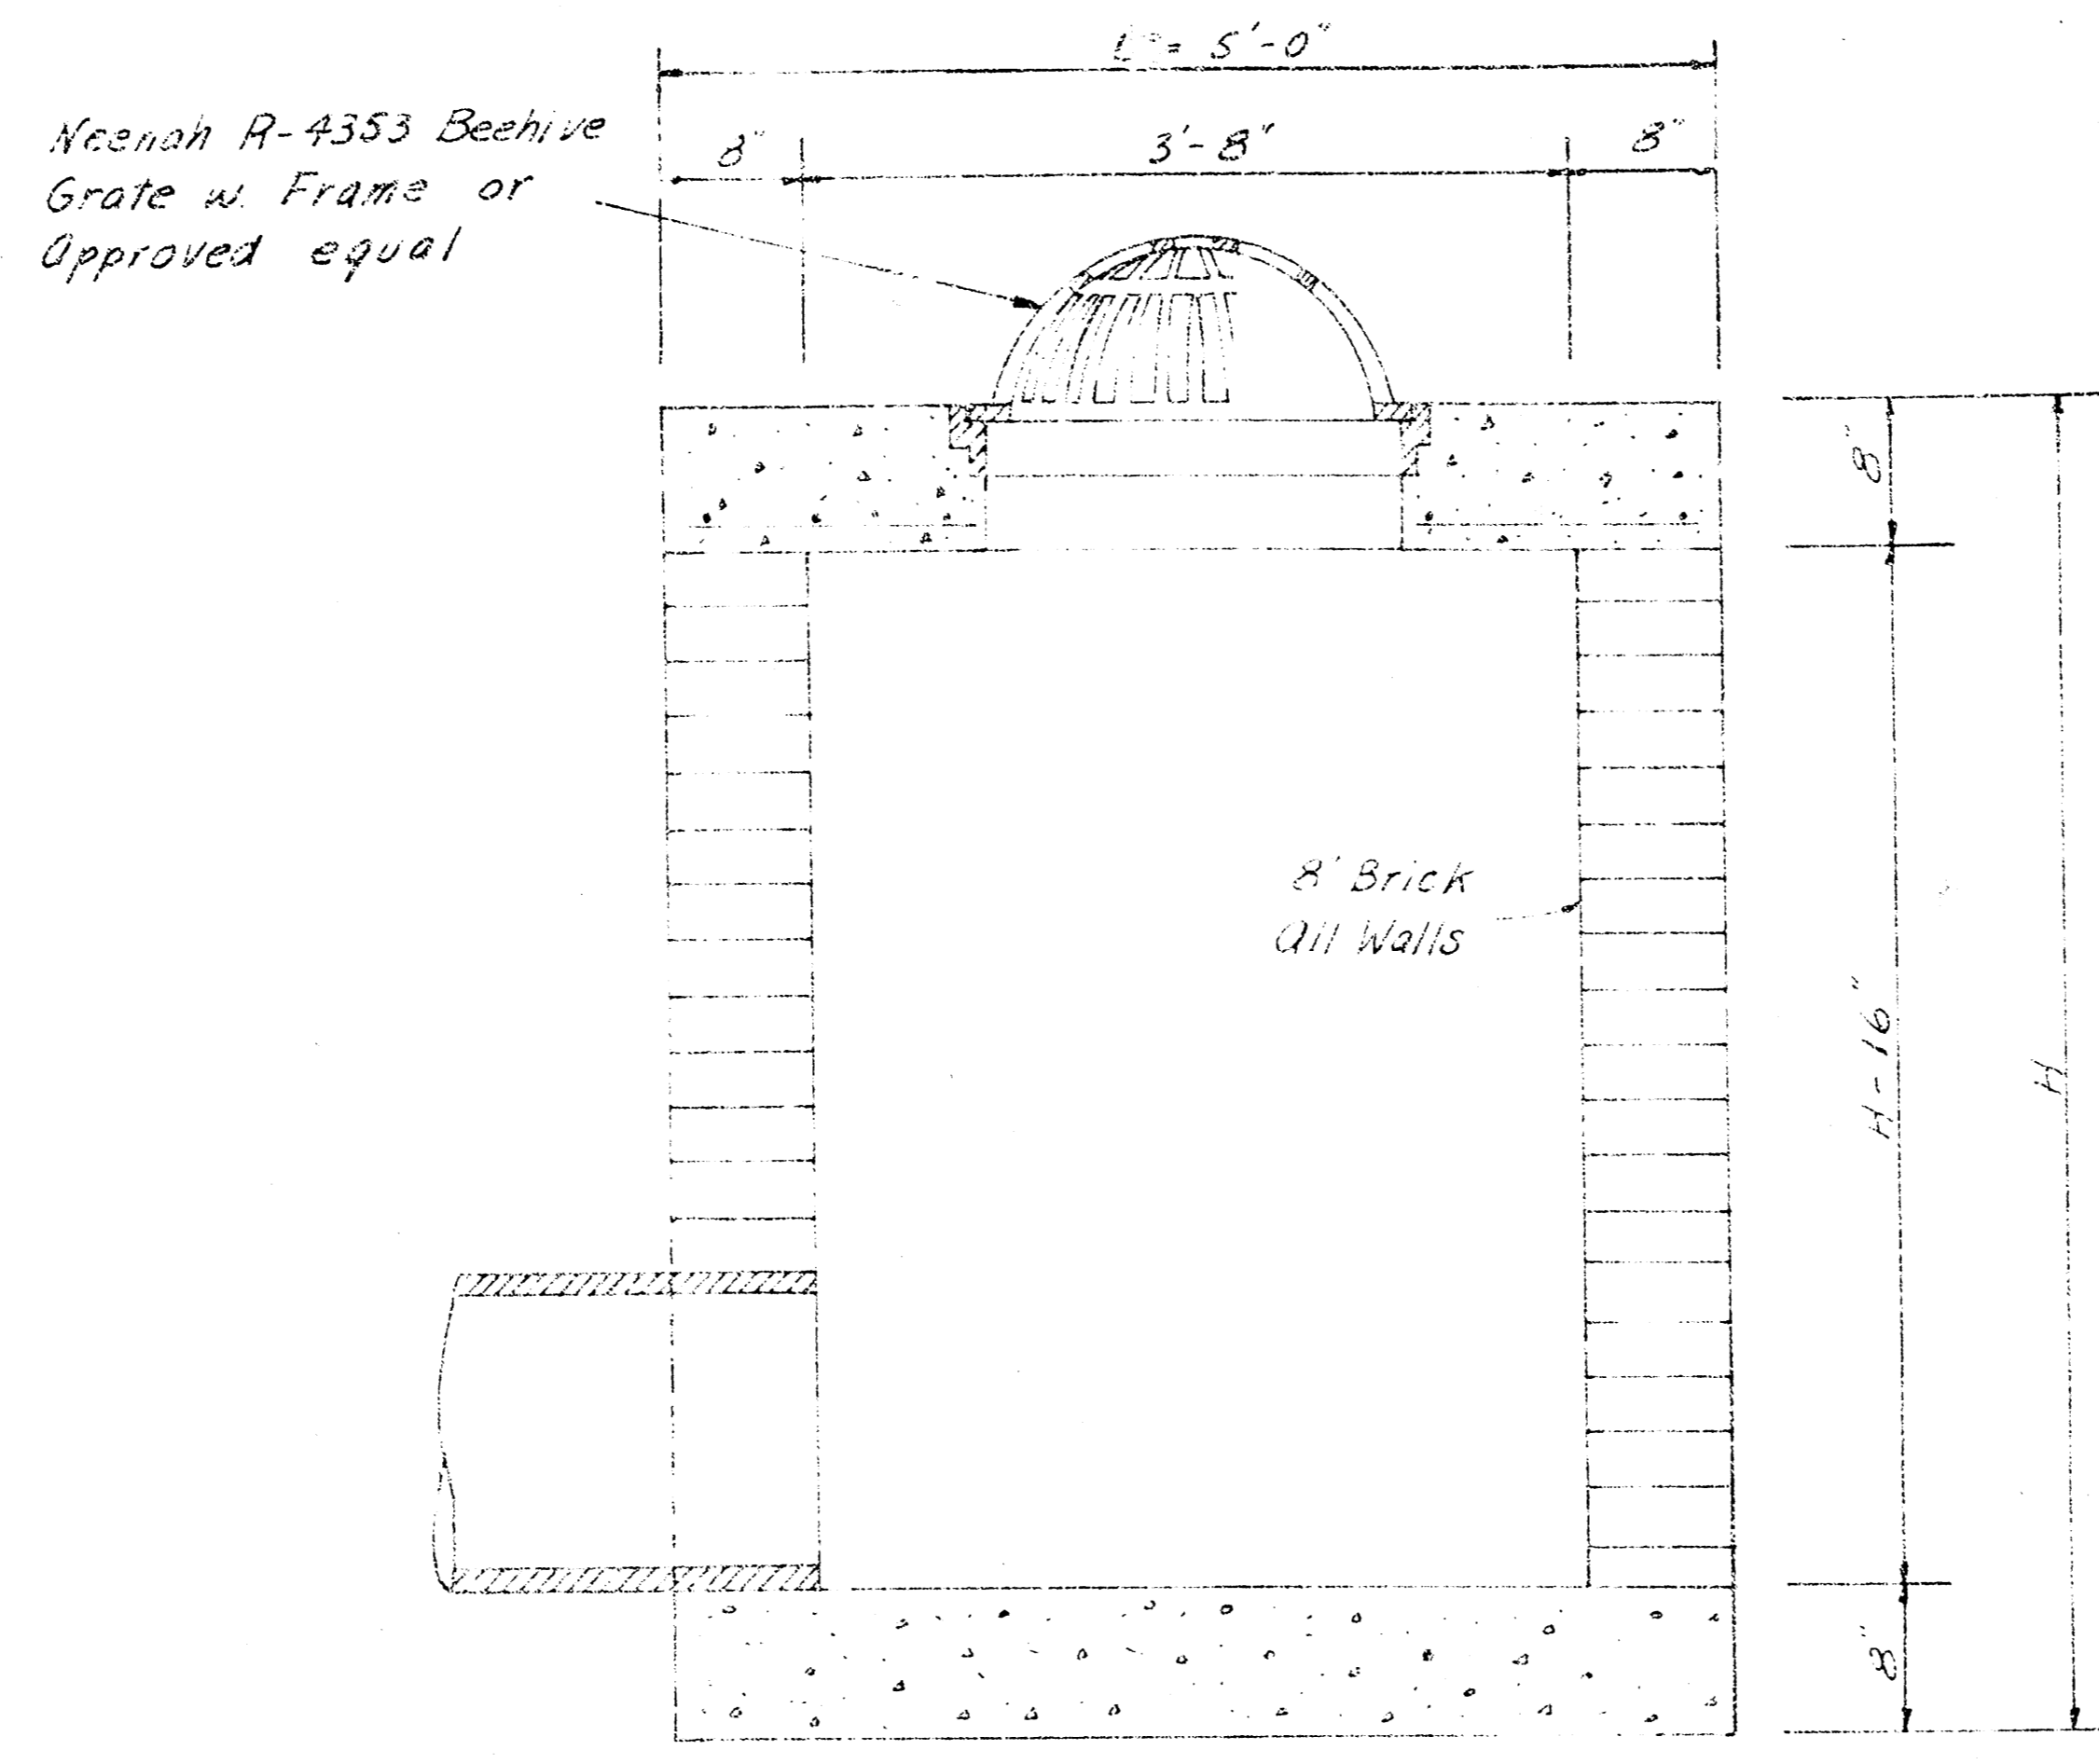 = 5'-0"
8" 3'-8" 8"
Neenah R-4353 Beehive
Grate w. Frame or
Approved equal
8"
8' Brick
All Walls
H-16"
H
8"